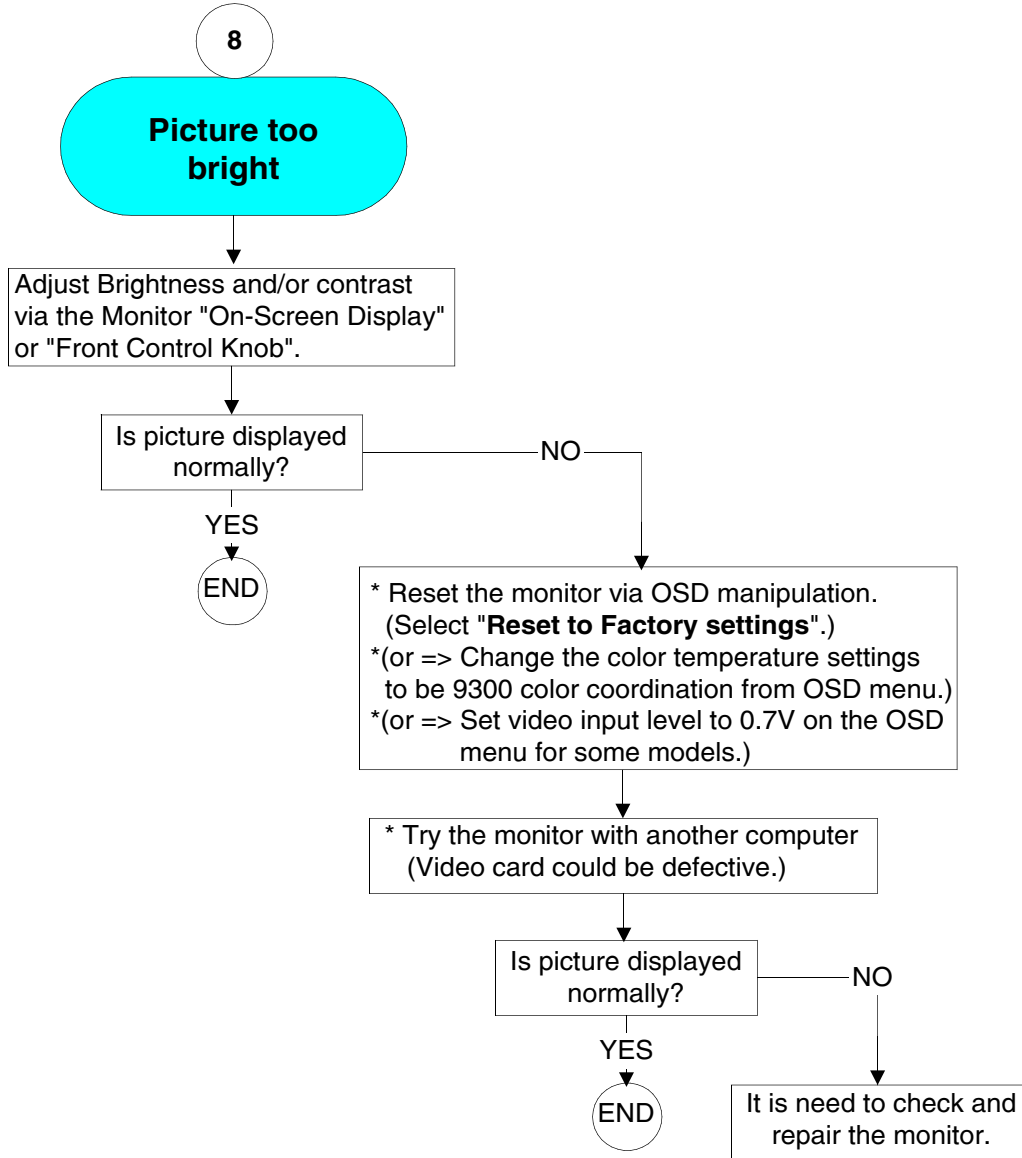 8
Picture too
bright
Adjust Brightness and/or contrast
via the Monitor "On-Screen Display"
or "Front Control Knob".
Is picture displayed
normally?
NO
YES
END
* Reset the monitor via OSD manipulation.
(Select "Reset to Factory settings".)
*(or => Change the color temperature settings
to be 9300 color coordination from OSD menu.)
*(or => Set video input level to 0.7V on the OSD
menu for some models.)
* Try the monitor with another computer
(Video card could be defective.)
Is picture displayed
normally?
NO
YES
END
It is need to check and
repair the monitor.